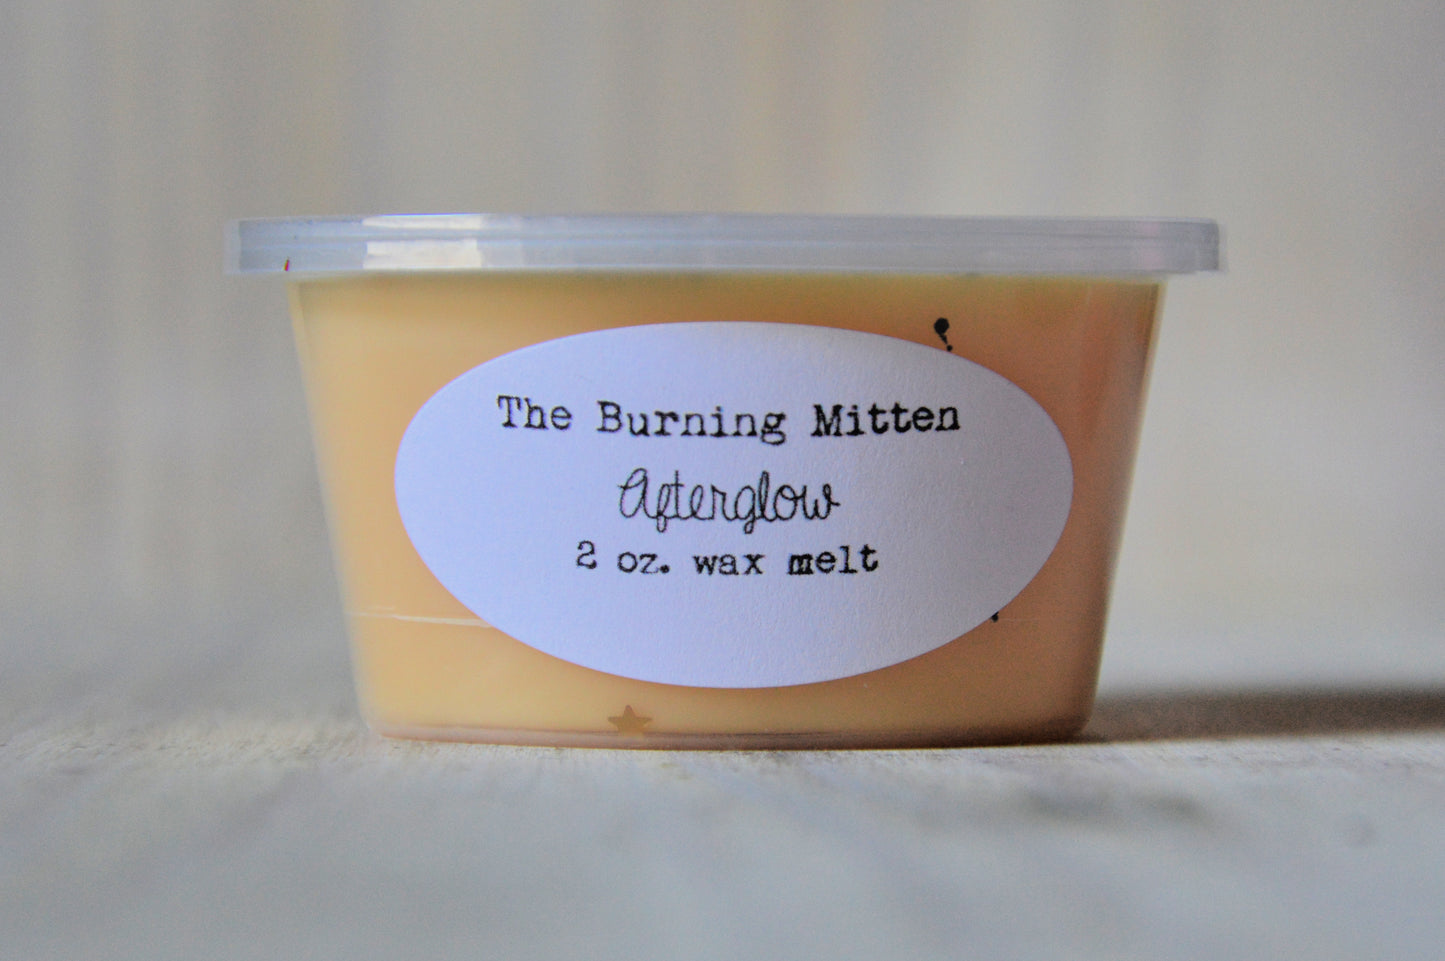 The Burning Mitten
Afterglow
2 oz. wax melt